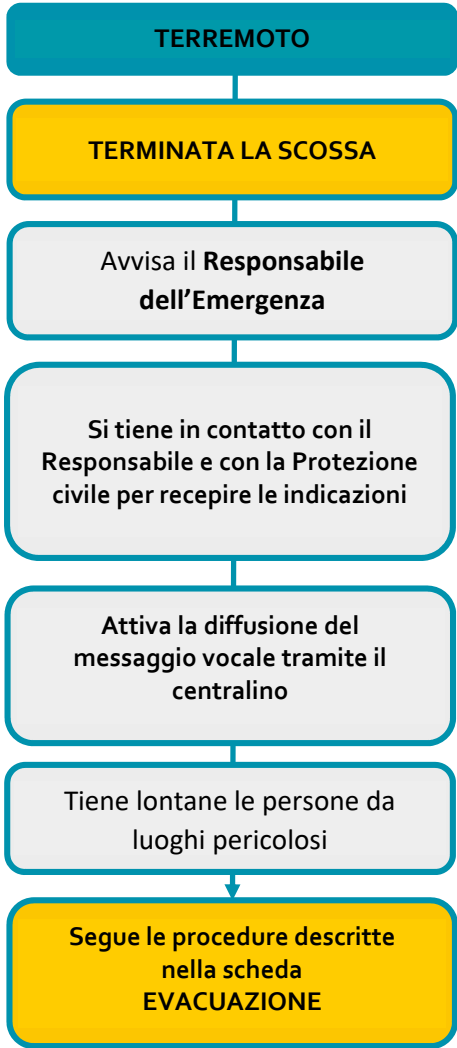 TERREMOTO
TERMINATA LA SCOSSA
Avvisa il Responsabile
dell’Emergenza
Si tiene in contatto con il
Responsabile e con la Protezione
civile per recepire le indicazioni
Attiva la diffusione del
messaggio vocale tramite il
centralino
Tiene lontane le persone da
luoghi pericolosi
Segue le procedure descritte
nella scheda
EVACUAZIONE